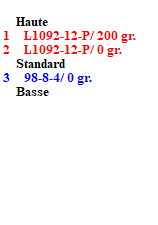 Haute
1 L1092-12-P/ 200 gr.
2 L1092-12-P/ 0 gr.
Standard
3 98-8-4/ 0 gr.
Basse